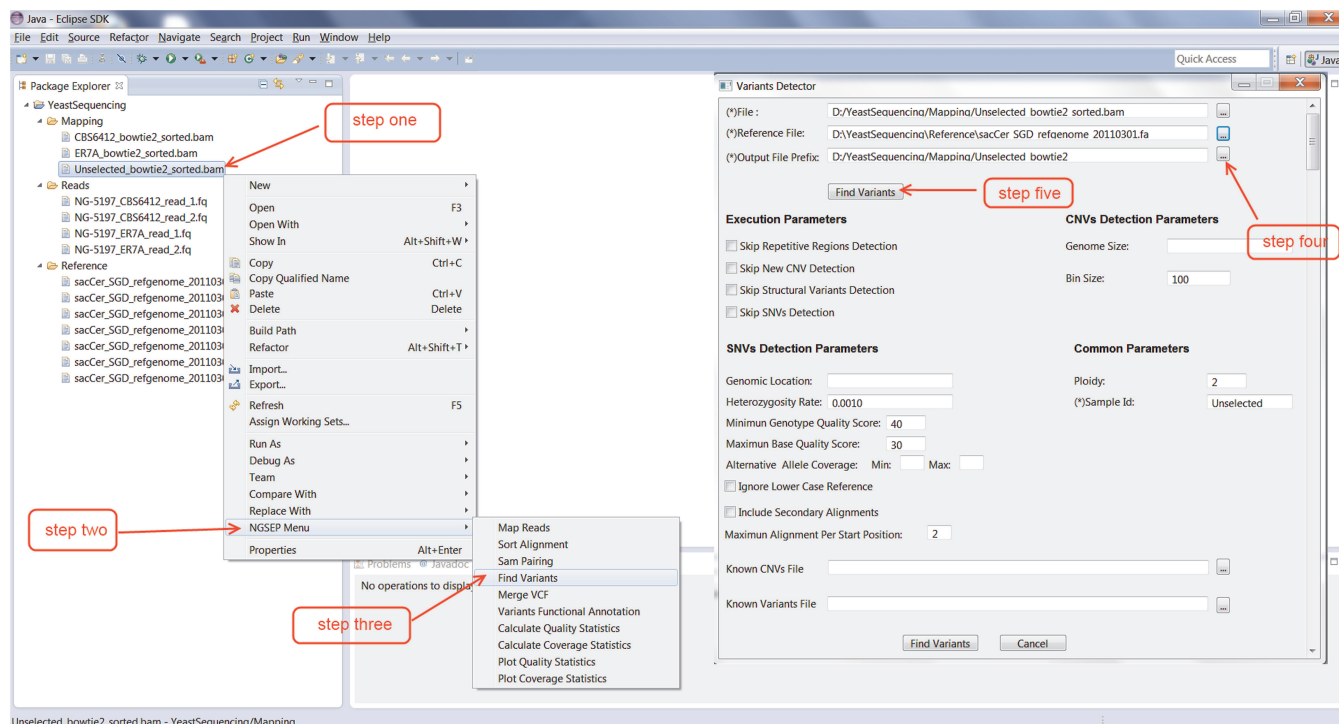 Java - Eclipse SDK
File Edit Source Refactor Navigate Search Project Run Window Help
Quick Access
Java
Package Explorer
YeastSequencing
Mapping
CBS6412_bowtie2_sorted.bam
ER7A_bowtie2_sorted.bam
Unselected_bowtie2_sorted.bam
Reads
NG-5197_CBS6412_read_1.fq
NG-5197_CBS6412_read_2.fq
NG-5197_ER7A_read_1.fq
NG-5197_ER7A_read_2.fq
Reference
sacCer_SGD_refgenome_201103
sacCer_SGD_refgenome_201103
sacCer_SGD_refgenome_201103
sacCer_SGD_refgenome_201103
sacCer_SGD_refgenome_201103
sacCer_SGD_refgenome_201103
sacCer_SGD_refgenome_201103
step one
New
Open F3
Open With
Show In Alt+Shift+W
Copy Ctrl+C
Copy Qualified Name
Paste Ctrl+V
Delete Delete
Build Path
Refactor Alt+Shift+T
Import...
Export...
Refresh F5
Assign Working Sets...
Run As
Debug As
Team
Compare With
Replace With
NGSEP Menu
Properties Alt+Enter
step two
Problems @ Javadoc
No operations to display
step three
Map Reads
Sort Alignment
Sam Pairing
Find Variants
Merge VCF
Variants Functional Annotation
Calculate Quality Statistics
Calculate Coverage Statistics
Plot Quality Statistics
Plot Coverage Statistics
Variants Detector
(*)File : D:/YeastSequencing/Mapping/Unselected_bowtie2_sorted.bam ...
(*)Reference File: D:\YeastSequencing\Reference\sacCer_SGD_refgenome_20110301.fa ...
(*)Output File Prefix: D:/YeastSequencing/Mapping/Unselected_bowtie2 ...
Find Variants
step five
step four
Execution Parameters
Skip Repetitive Regions Detection
Skip New CNV Detection
Skip Structural Variants Detection
Skip SNVs Detection
CNVs Detection Parameters
Genome Size:
Bin Size: 100
SNVs Detection Parameters
Genomic Location:
Heterozygosity Rate: 0.0010
Minimun Genotype Quality Score: 40
Maximun Base Quality Score: 30
Alternative Allele Coverage: Min: Max:
Ignore Lower Case Reference
Include Secondary Alignments
Maximun Alignment Per Start Position: 2
Common Parameters
Ploidy: 2
(*)Sample Id: Unselected
Known CNVs File ...
Known Variants File ...
Find Variants Cancel
Unselected_bowtie2_sorted.bam - YeastSequencing/Mapping